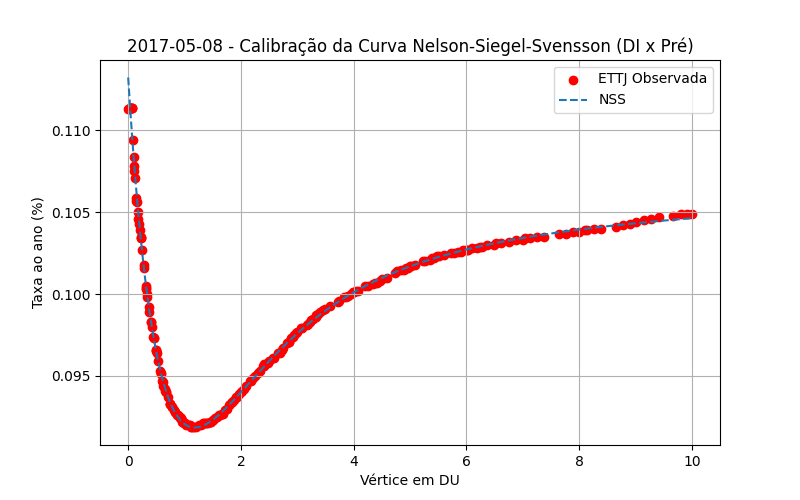 2017-05-08 - Calibração da Curva Nelson-Siegel-Svensson (DI x Pré)
ETTJ Observada
NSS
Taxa ao ano (%)
0.110
0.105
0.100
0.095
0
2
4
6
8
10
Vértice em DU